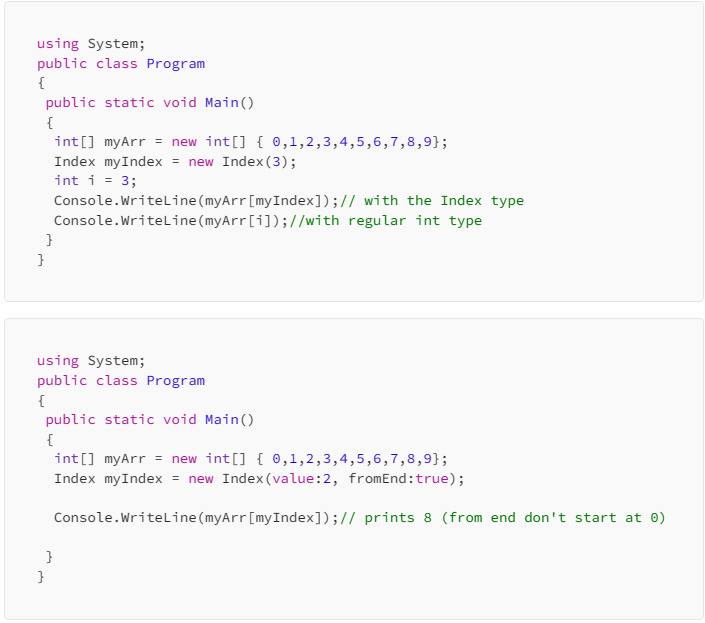 using System;
public class Program
{
 public static void Main()
 {
  int[] myArr = new int[] { 0,1,2,3,4,5,6,7,8,9};
  Index myIndex = new Index(3);
  int i = 3;
  Console.WriteLine(myArr[myIndex]);// with the Index type
  Console.WriteLine(myArr[i]);//with regular int type
 }
}
using System;
public class Program
{
 public static void Main()
 {
  int[] myArr = new int[] { 0,1,2,3,4,5,6,7,8,9};
  Index myIndex = new Index(value:2, fromEnd:true);
  Console.WriteLine(myArr[myIndex]);// prints 8 (from end don't start at 0)
 }
}